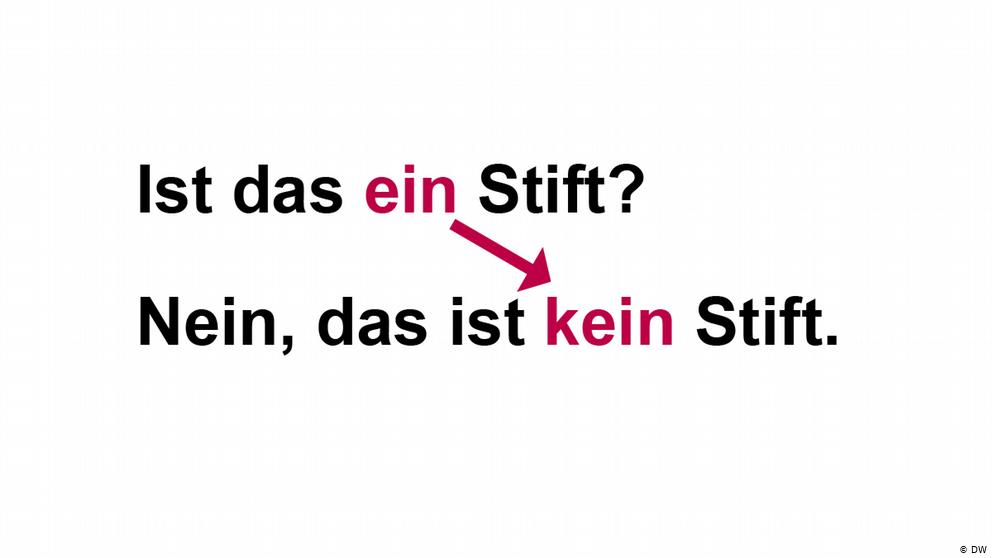 Ist das ein Stift?
Nein, das ist kein Stift.
© DW